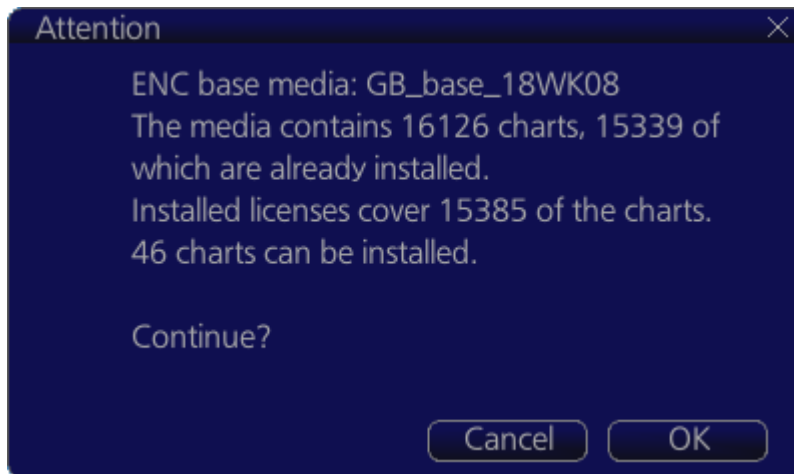 Attention
ENC base media: GB_base_18WK08
The media contains 16126 charts, 15339 of
which are already installed.
Installed licenses cover 15385 of the charts.
46 charts can be installed.
Continue?
Cancel OK